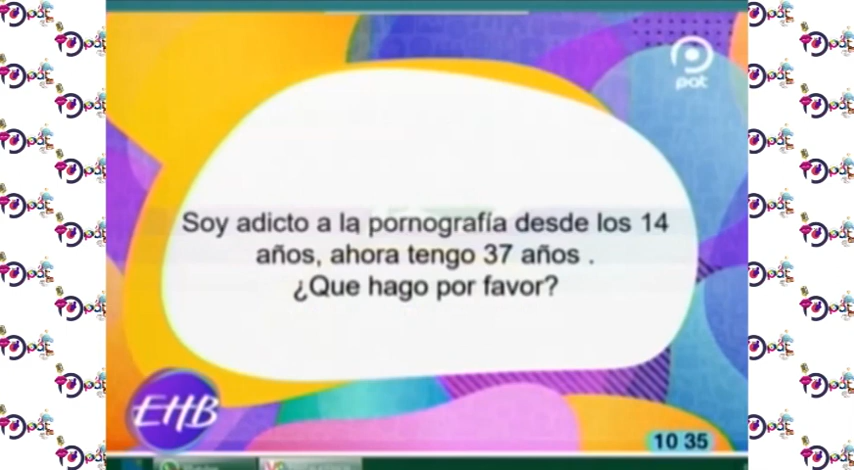 pat
Soy adicto a la pornografía desde los 14
años, ahora tengo 37 años .
¿Que hago por favor?
EHB
10 35